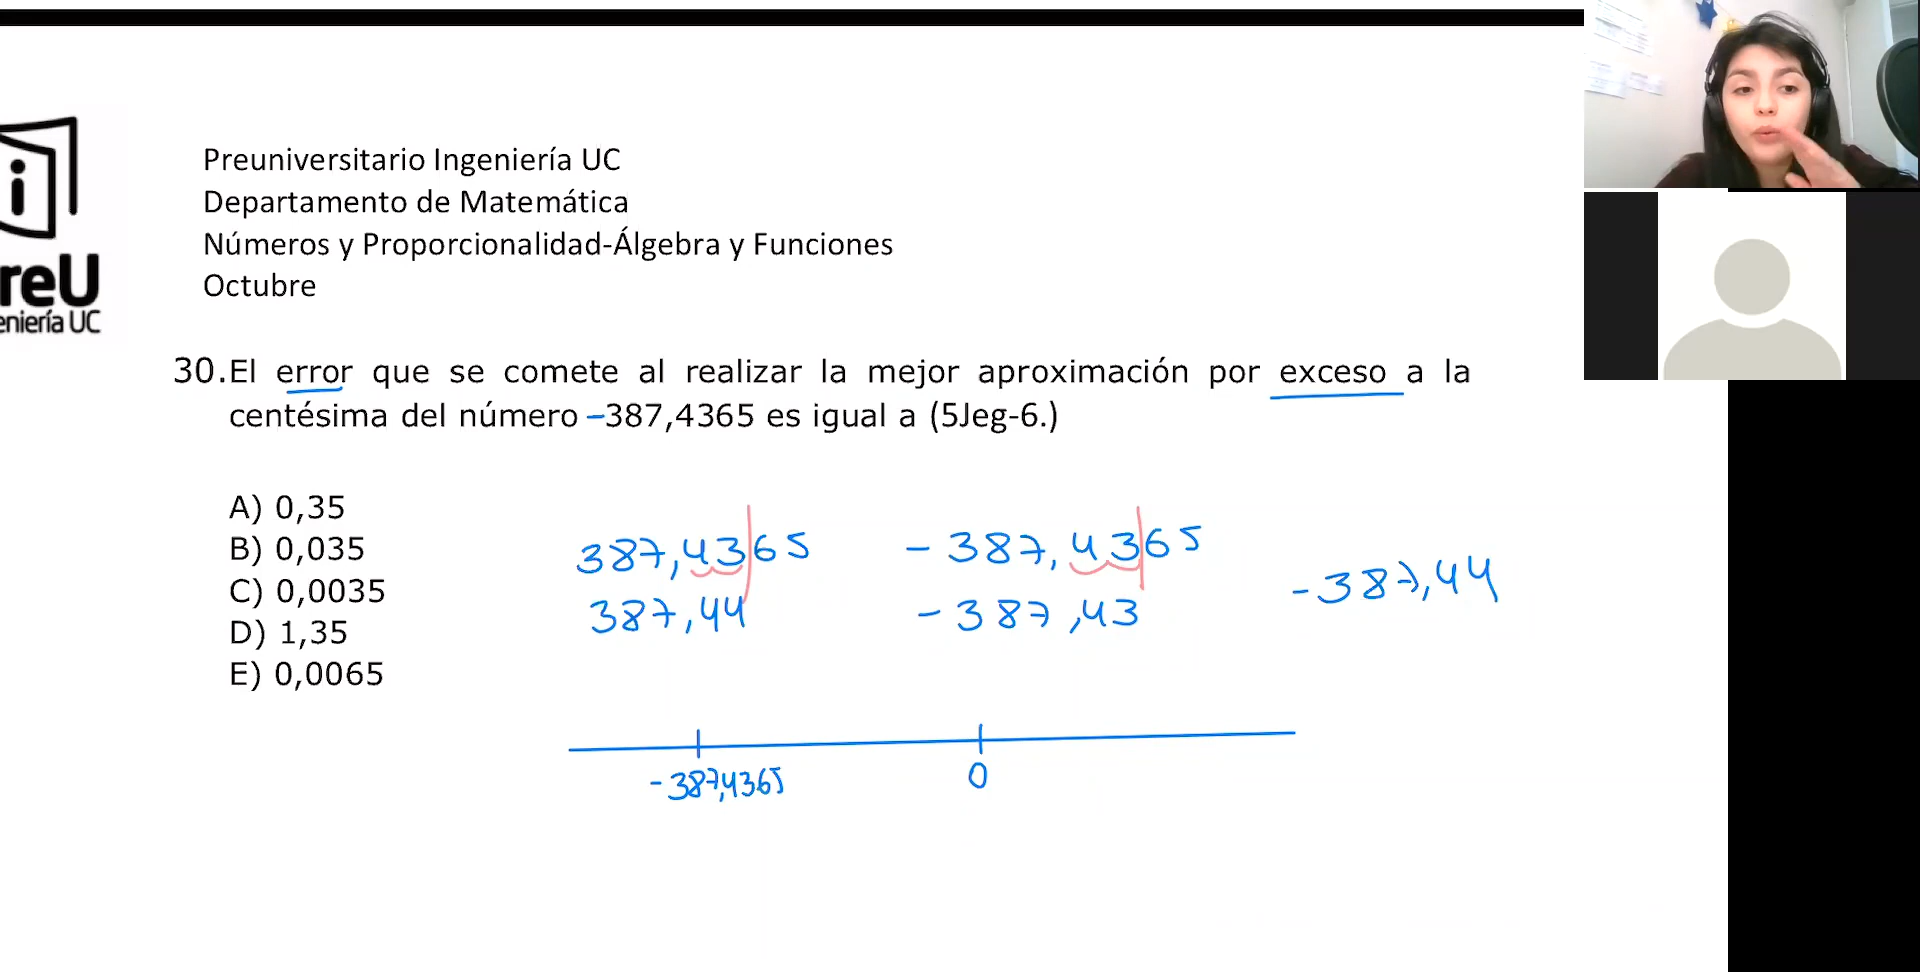 Preuniversitario Ingeniería UC
Departamento de Matemática
Números y Proporcionalidad-Álgebra y Funciones
Octubre
reU
eniería UC
30.El error que se comete al realizar la mejor aproximación por exceso a la
centésima del número -387,4365 es igual a (5Jeg-6.)
A) 0,35
B) 0,035
C) 0,0035
D) 1,35
E) 0,0065
387,4365
387,44
-387,4365
-387,43
-387,44
-387,4365
0